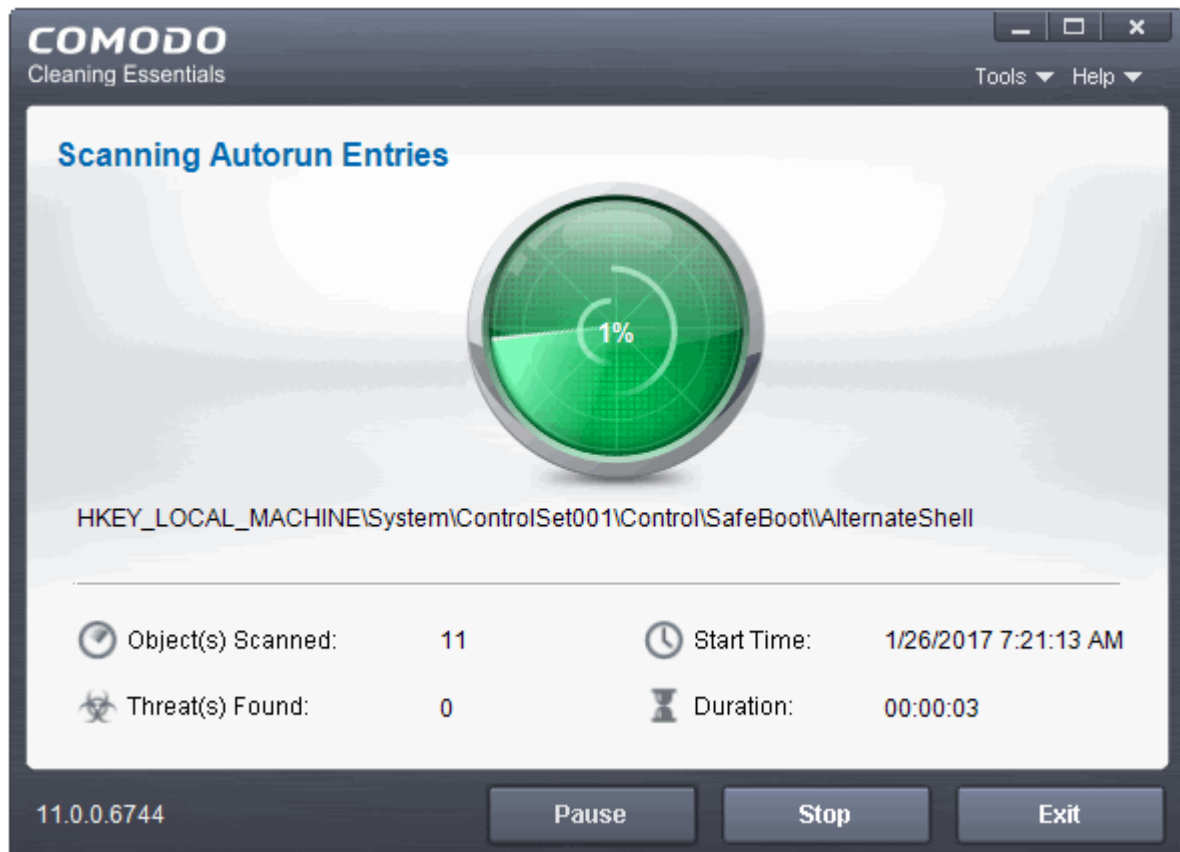 COMODO
Cleaning Essentials
Tools Help
Scanning Autorun Entries
1%
HKEY_LOCAL_MACHINE\System\ControlSet001\Control\SafeBoot\\AlternateShell
Object(s) Scanned: 11
Start Time: 1/26/2017 7:21:13 AM
Threat(s) Found: 0
Duration: 00:00:03
11.0.0.6744
Pause
Stop
Exit